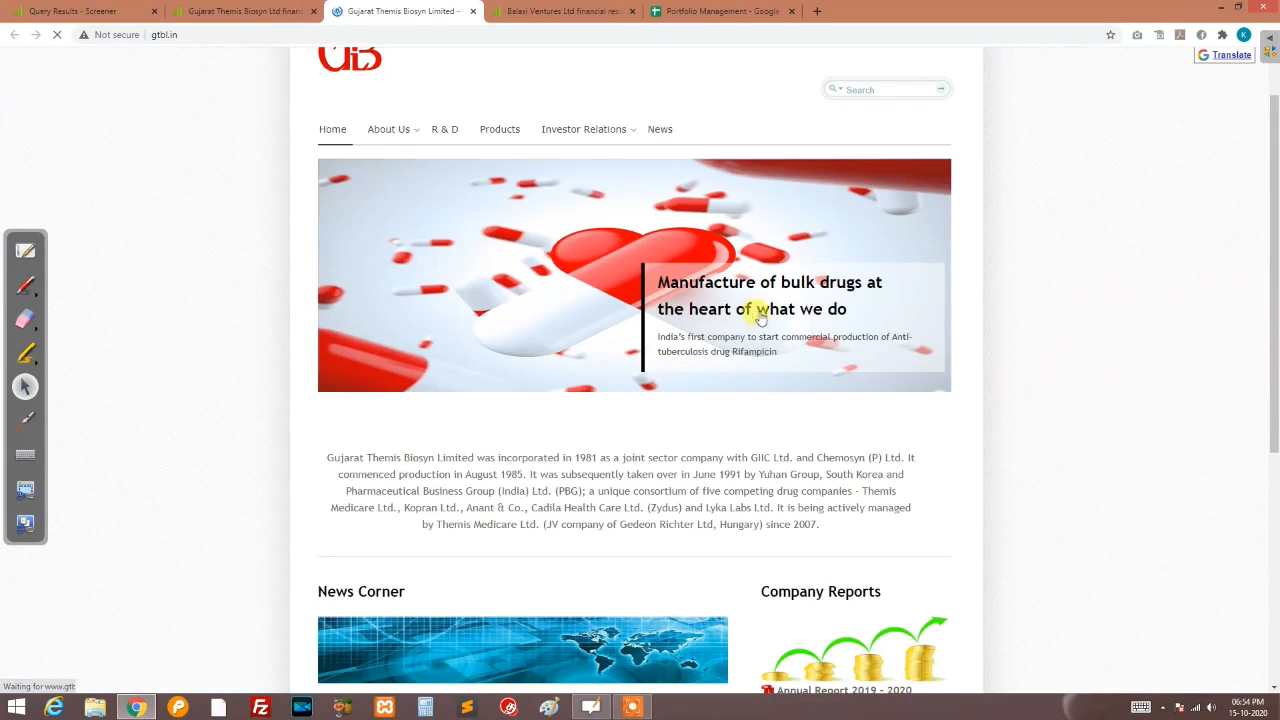 Query Results - Screener
Gujarat Themis Biosyn Ltd finan
Gujarat Themis Biosyn Limited –
Balaxi Ventures Ltd financial res
Portfolio Management - Google
Not secure | gtbl.in
Translate
Search
Home About Us R & D Products Investor Relations News
Manufacture of bulk drugs at
the heart of what we do
India's first company to start commercial production of Anti-
tuberculosis drug Rifampicin
Gujarat Themis Biosyn Limited was incorporated in 1981 as a joint sector company with GIIC Ltd. and Chemosyn (P) Ltd. It
commenced production in August 1985. It was subsequently taken over in June 1991 by Yuhan Group, South Korea and
Pharmaceutical Business Group (India) Ltd. (PBG); a unique consortium of five competing drug companies - Themis
Medicare Ltd., Kopran Ltd., Anant & Co., Cadila Health Care Ltd. (Zydus) and Lyka Labs Ltd. It is being actively managed
by Themis Medicare Ltd. (JV company of Gedeon Richter Ltd, Hungary) since 2007.
News Corner
Company Reports
Annual Report 2019 - 2020
Waiting for www.gtt
06:54 PM
15-10-2020